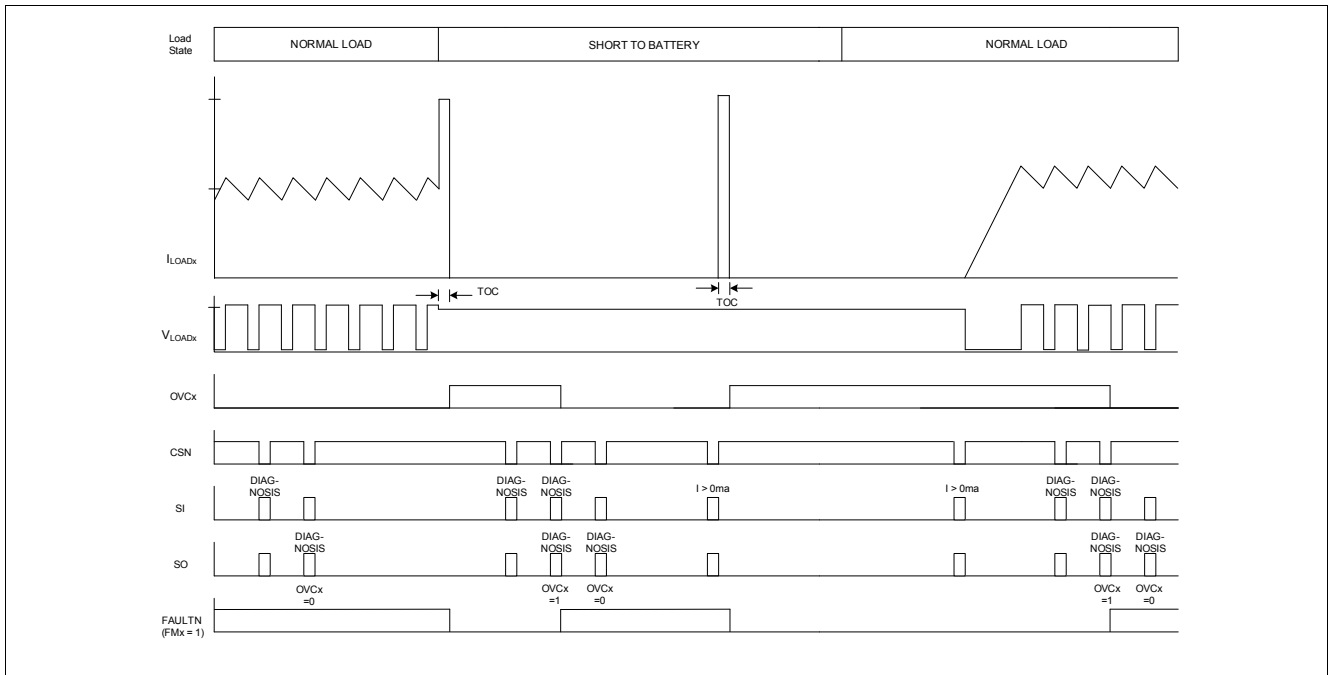 Load
State
NORMAL LOAD
SHORT TO BATTERY
NORMAL LOAD
ILOADx
TOC
TOC
VLOADx
OVCx
CSN
DIAG-
NOSIS
DIAG-
NOSIS
DIAG-
NOSIS
I > 0ma
I > 0ma
DIAG-
NOSIS
DIAG-
NOSIS
SI
DIAG-
NOSIS
DIAG-
NOSIS
DIAG-
NOSIS
DIAG-
NOSIS
DIAG-
NOSIS
SO
OVCx
=0
OVCx
=1
OVCx
=0
OVCx
=1
OVCx
=0
FAULTN
(FMx = 1)